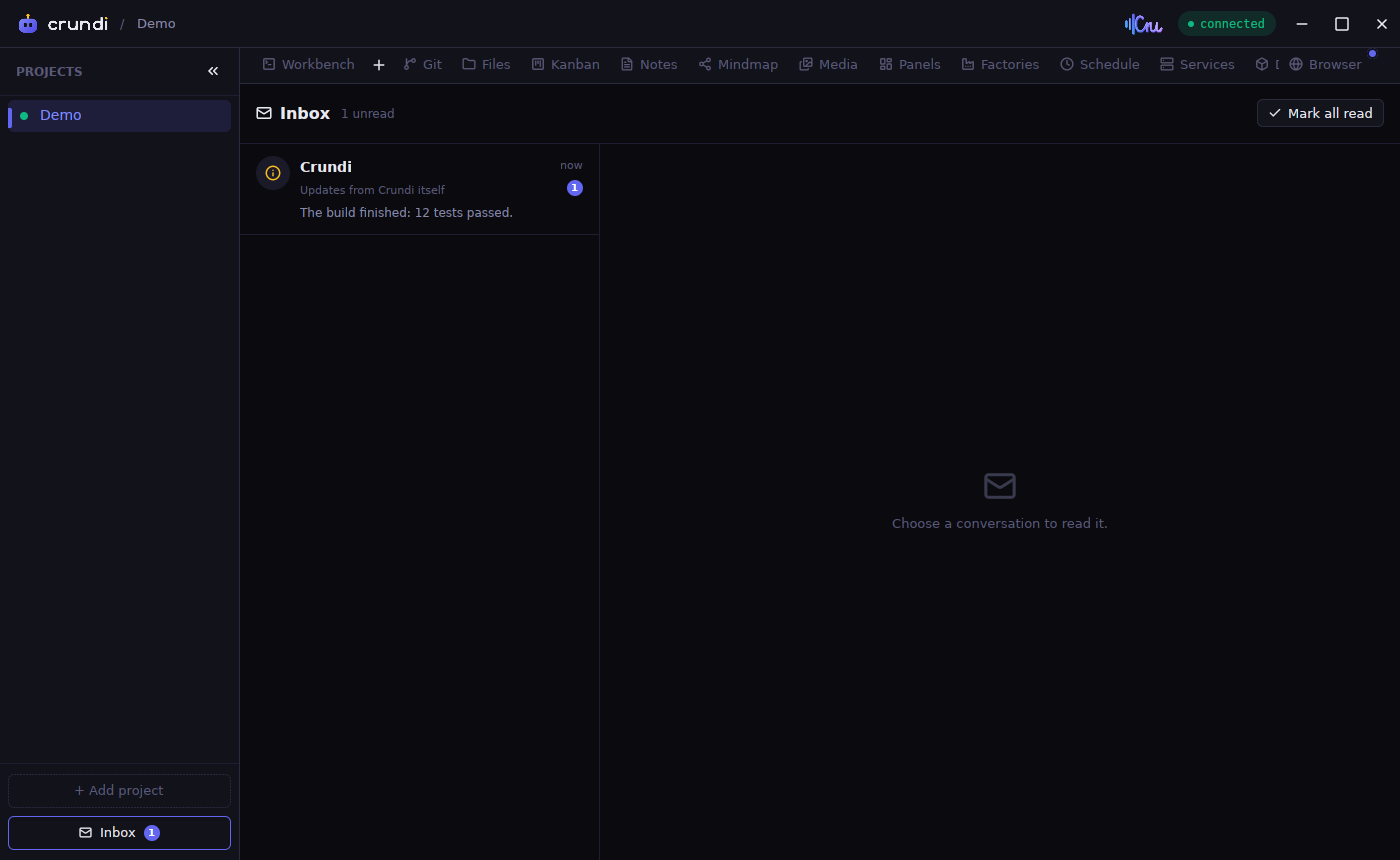 crundi / Demo
Cru
connected
PROJECTS
Workbench + Git Files Kanban Notes Mindmap Media Panels Factories Schedule Services Browser
Demo
Inbox 1 unread
Mark all read
Crundi now
Updates from Crundi itself 1
The build finished: 12 tests passed.
Choose a conversation to read it.
+ Add project
Inbox 1